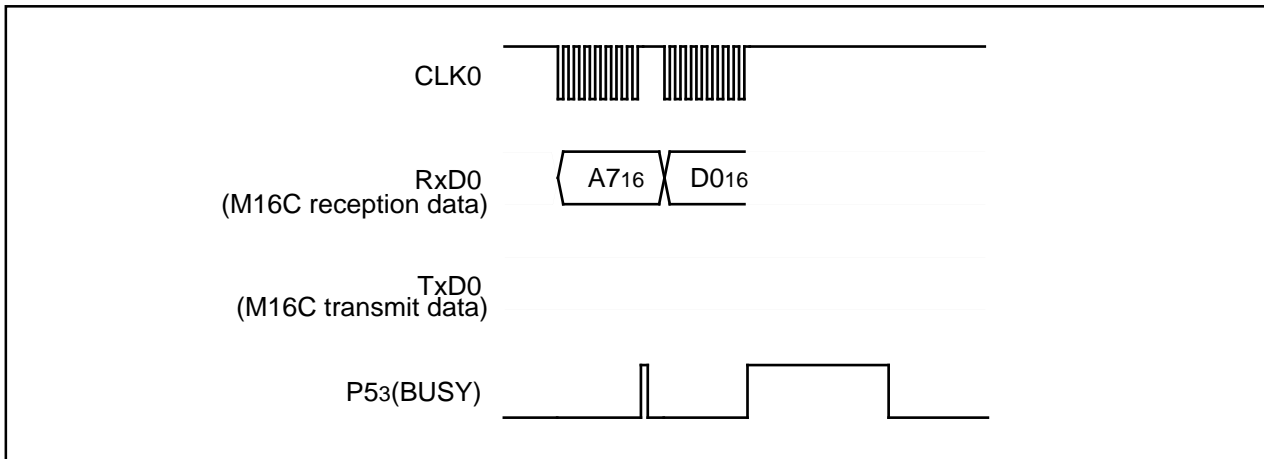 CLK0
RxD0
(M16C reception data)
A716 D016
TxD0
(M16C transmit data)
P53(BUSY)